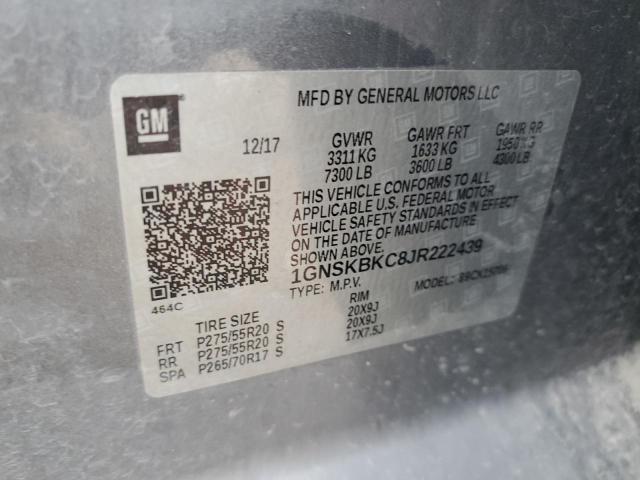 GM
MFD BY GENERAL MOTORS LLC
12/17
GVWR GAWR FRT GAWR RR
3311 KG 1633 KG 1950 KG
7300 LB 3600 LB 4300 LB
THIS VEHICLE CONFORMS TO ALL
APPLICABLE U.S. FEDERAL MOTOR
VEHICLE SAFETY STANDARDS IN EFFECT
ON THE DATE OF MANUFACTURE
SHOWN ABOVE.
1GNSKBKC8JR222439
TYPE: M.P.V. MODEL:
464C
TIRE SIZE RIM
FRT P275/55R20 S 20X9J
RR P275/55R20 S 20X9J
SPA P265/70R17 S 17X7.5J